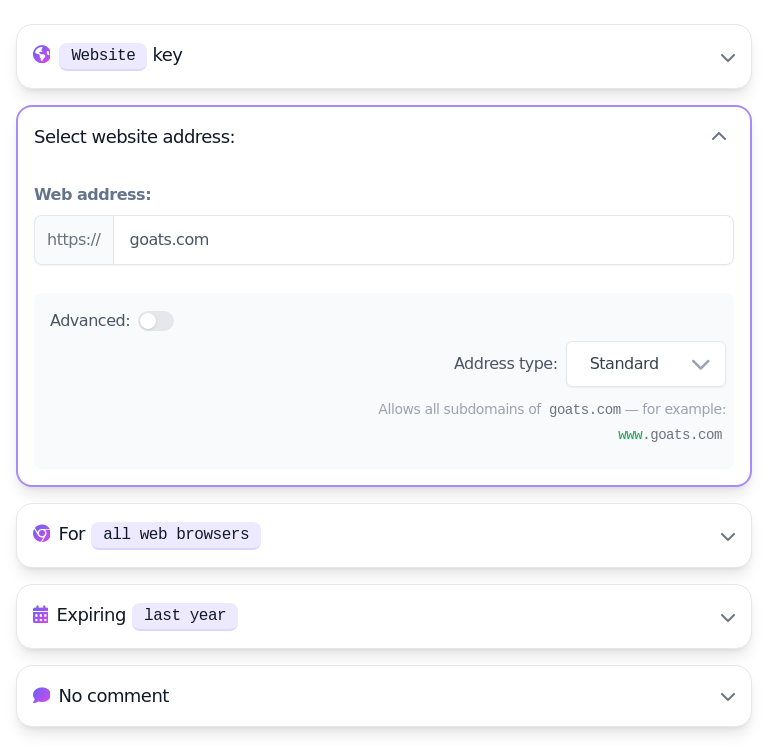 Website key
Select website address:
Web address:
https:// goats.com
Advanced:
Address type: Standard
Allows all subdomains of goats.com — for example:
www.goats.com
For all web browsers
Expiring last year
No comment